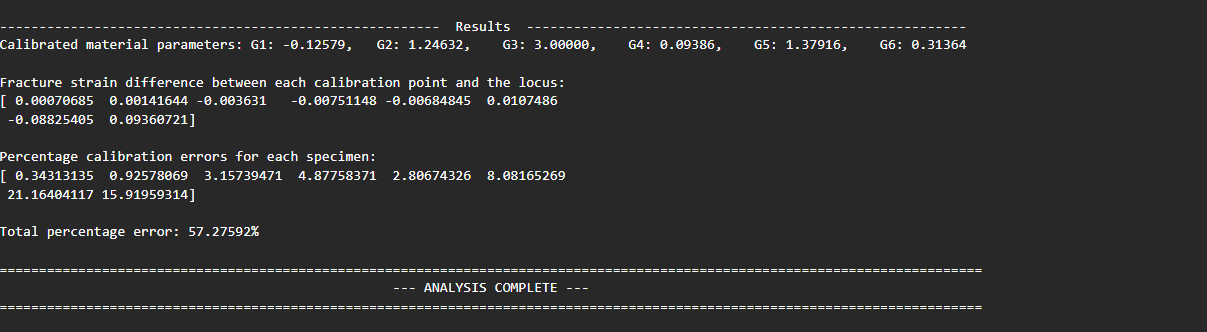 --------------------------------------------------------  Results  --------------------------------------------------------
Calibrated material parameters: G1: -0.12579,   G2: 1.24632,    G3: 3.00000,    G4: 0.09386,    G5: 1.37916,    G6: 0.31364
Fracture strain difference between each calibration point and the locus:
[ 0.00070685  0.00141644 -0.003631   -0.00751148 -0.00684845  0.0107486
 -0.08825405  0.09360721]
Percentage calibration errors for each specimen:
[ 0.34313135  0.92578069  3.15739471  4.87758371  2.80674326  8.08165269
 21.16404117 15.91959314]
Total percentage error: 57.27592%
=============================================================================================================================
--- ANALYSIS COMPLETE ---
=============================================================================================================================